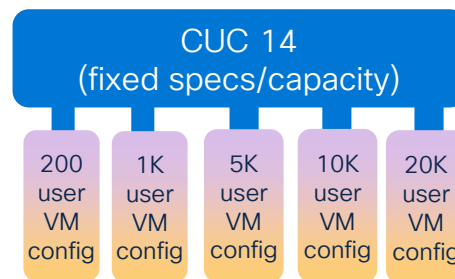 CUC 14
(fixed specs/capacity)
200
user
VM
config
1K
user
VM
config
5K
user
VM
config
10K
user
VM
config
20K
user
VM
config